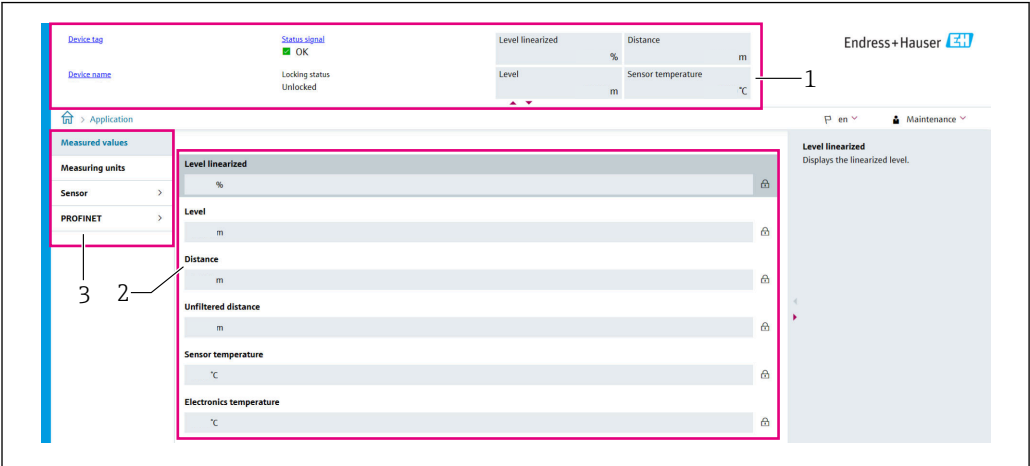 Device tag
Status signal
OK
Level linearized
%
Distance
m
Endress+Hauser EH
Device name
Locking status
Unlocked
Level
m
Sensor temperature
°C
1
> Application
en
Maintenance
Measured values
Measuring units
Sensor
PROFINET
3
2
Level linearized
%
Level
m
Distance
m
Unfiltered distance
m
Sensor temperature
°C
Electronics temperature
°C
Level linearized
Displays the linearized level.